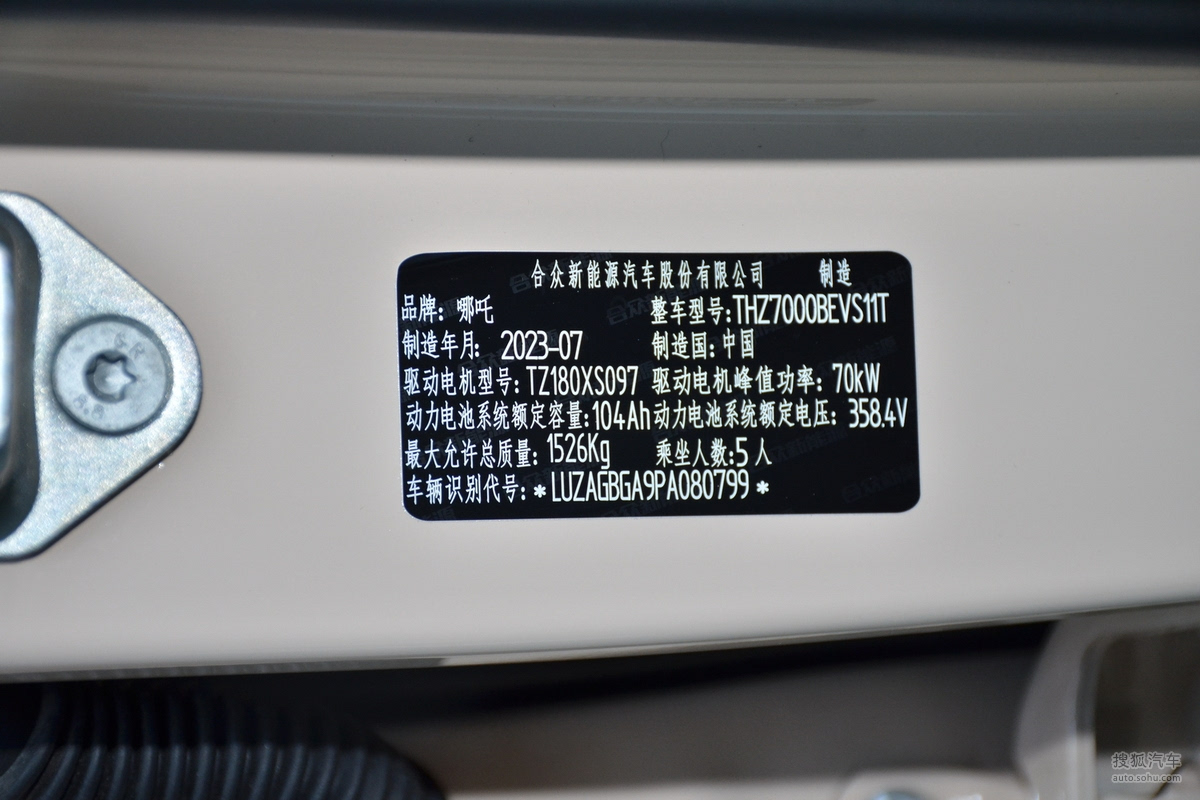 合众新能源汽车股份有限公司 制造
品牌: 哪吒 整车型号:THZ7000BEVS11T
制造年月: 2023-07 制造国:中国
驱动电机型号:TZ180XS097 驱动电机峰值功率: 70kW
动力电池系统额定容量:104Ah 动力电池系统额定电压: 358.4V
最大允许总质量: 1526Kg 乘坐人数:5 人
车辆识别代号: *LUZAGBGA9PA080799*
搜狐汽车
auto.sohu.com